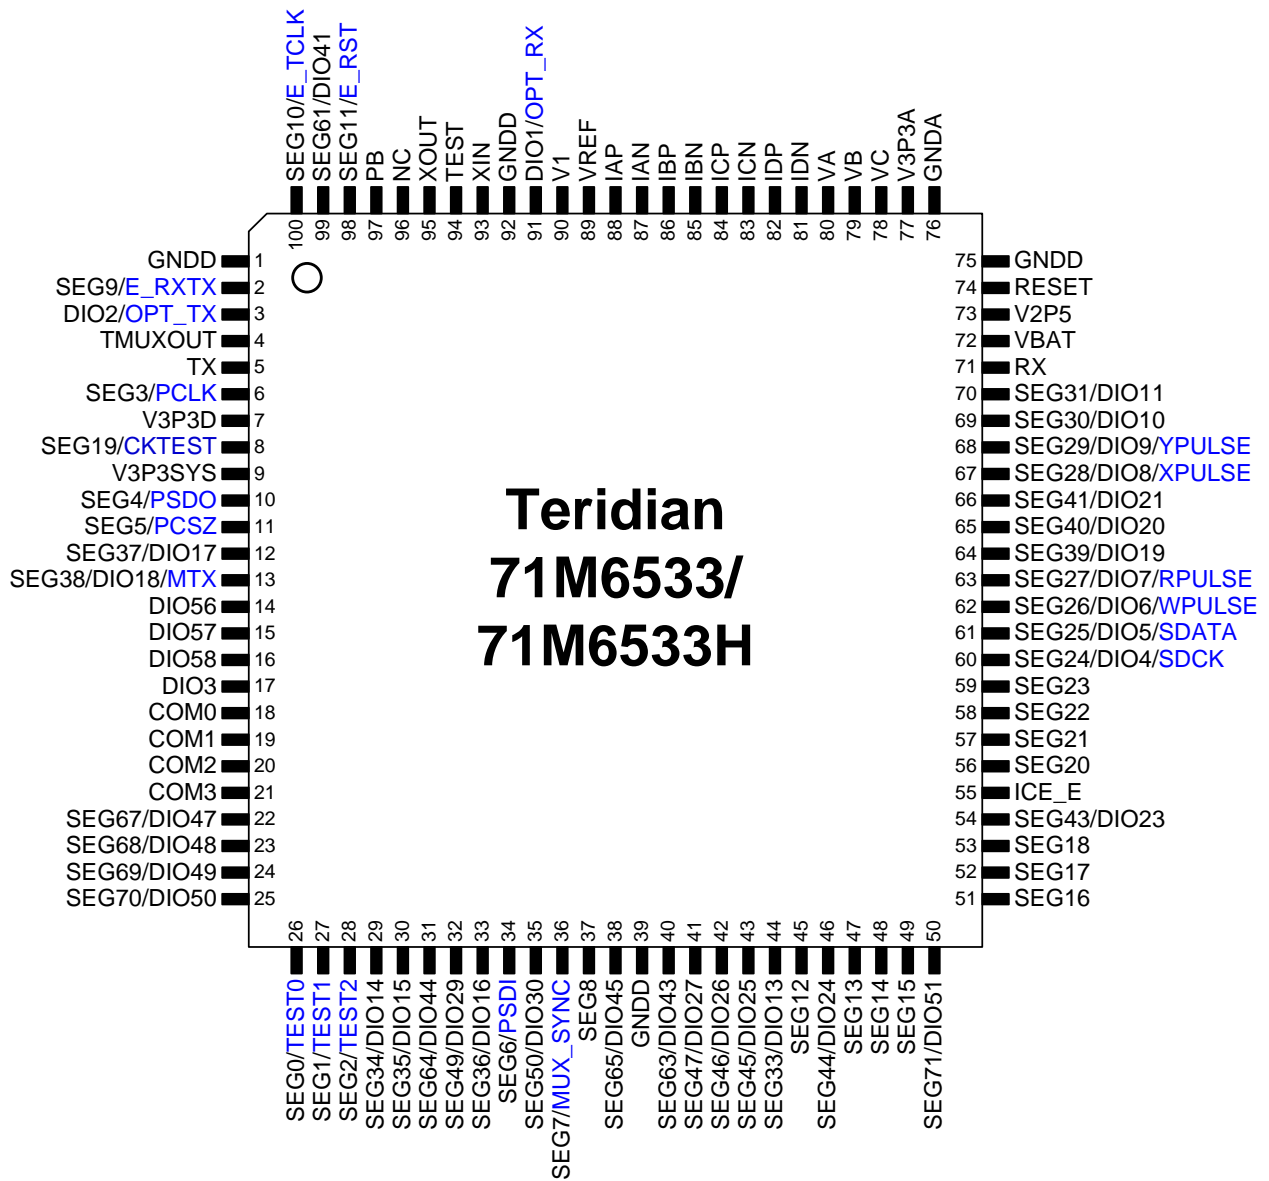 SEG10/E_TCLK
SEG61/DIO41
SEG11/E_RST
PB
NC
XOUT
TEST
XIN
GNDD
DIO1/OPT_RX
V1
VREF
IAP
IAN
IBP
IBN
ICP
ICN
IDP
IDN
VA
VB
VC
V3P3A
GNDA
100 99 98 97 96 95 94 93 92 91 90 89 88 87 86 85 84 83 82 81 80 79 78 77 76
GNDD 1
SEG9/E_RXTX 2
DIO2/OPT_TX 3
TMUXOUT 4
TX 5
SEG3/PCLK 6
V3P3D 7
SEG19/CKTEST 8
V3P3SYS 9
SEG4/PSDO 10
SEG5/PCSZ 11
SEG37/DIO17 12
SEG38/DIO18/MTX 13
DIO56 14
DIO57 15
DIO58 16
DIO3 17
COM0 18
COM1 19
COM2 20
COM3 21
SEG67/DIO47 22
SEG68/DIO48 23
SEG69/DIO49 24
SEG70/DIO50 25
Teridian
71M6533/
71M6533H
75 GNDD
74 RESET
73 V2P5
72 VBAT
71 RX
70 SEG31/DIO11
69 SEG30/DIO10
68 SEG29/DIO9/YPULSE
67 SEG28/DIO8/XPULSE
66 SEG41/DIO21
65 SEG40/DIO20
64 SEG39/DIO19
63 SEG27/DIO7/RPULSE
62 SEG26/DIO6/WPULSE
61 SEG25/DIO5/SDATA
60 SEG24/DIO4/SDCK
59 SEG23
58 SEG22
57 SEG21
56 SEG20
55 ICE_E
54 SEG43/DIO23
53 SEG18
52 SEG17
51 SEG16
26 27 28 29 30 31 32 33 34 35 36 37 38 39 40 41 42 43 44 45 46 47 48 49 50
SEG0/TEST0
SEG1/TEST1
SEG2/TEST2
SEG34/DIO14
SEG35/DIO15
SEG64/DIO44
SEG49/DIO29
SEG36/DIO16
SEG6/PSDI
SEG50/DIO30
SEG7/MUX_SYNC
SEG8
SEG65/DIO45
GNDD
SEG63/DIO43
SEG47/DIO27
SEG46/DIO26
SEG45/DIO25
SEG33/DIO13
SEG12
SEG44/DIO24
SEG13
SEG14
SEG15
SEG71/DIO51